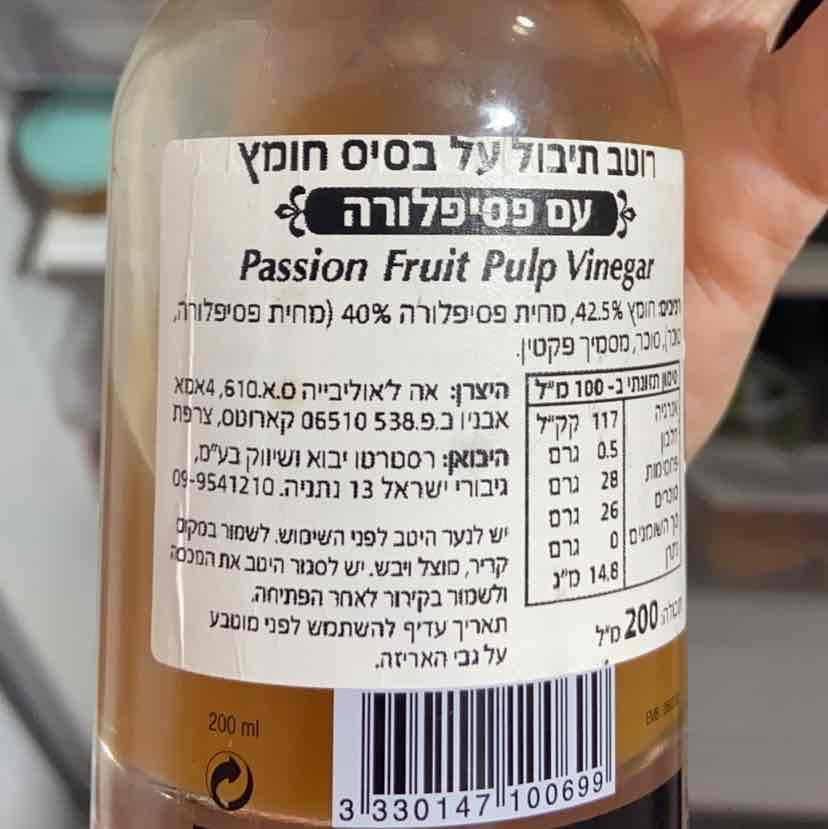 רוטב תיבול על בסיס חומץ
עם פסיפלורה
Passion Fruit Pulp Vinegar
רכיבים: חומץ 42.5%, מחית פסיפלורה 40% (מחית פסיפלורה,
סוכר), סוכר, מסמיך פקטין.
סימון תזונתי ב- 100 מ"ל
אנרגיה 117 קק"ל
חלבון 0.5 גרם
פחמימות 28 גרם
סוכרים 26 גרם
סך השומנים 0 גרם
נתרן 14.8 מ"ג
תכולה: 200 מ"ל
היצרן: אה ל'אוליבייה ס.א.610, 4אמא
אבניו ב.פ.538 06510 קארוטס, צרפת
היבואן: רסטרטו יבוא ושיווק בע"מ,
גיבורי ישראל 13 נתניה. 09-9541210
יש לנער היטב לפני השימוש. לשמור במקום
קריר, מוצל ויבש. יש לסגור היטב את המכסה
ולשמור בקירור לאחר הפתיחה.
תאריך עדיף להשתמש לפני מוטבע
על גבי האריזה.
200 ml
EMB
3 330147 100699